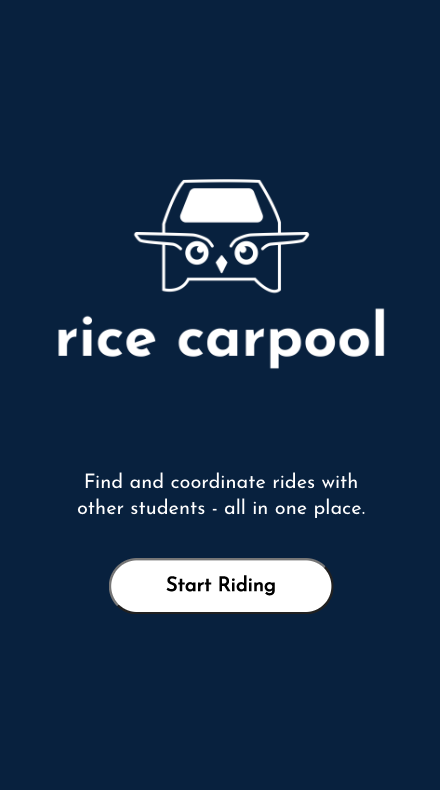 rice carpool
Find and coordinate rides with
other students - all in one place.
Start Riding